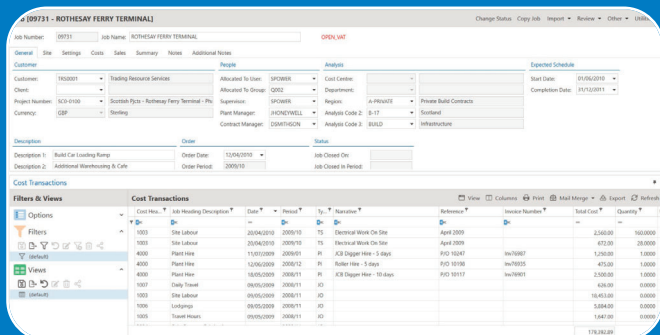 [09731 - ROTHESAY FERRY TERMINAL]
Change Status Copy Job Import Review Other
Job Number: 09731 Job Name: ROTHESAY FERRY TERMINAL OPEN_VAT
General Site Settings Costs Sales Summary Notes Additional Notes
Customer People Analysis Expected Schedule
Customer: TRS0001 Trading Resource Services Allocated To User: SPOWER Cost Centre: Start Date: 01/06/2010
Client: Allocated To Group: Q002 Department: Completion Date: 31/12/2011
Project Number: SC0-0100 Scottish Pjcts - Rothesay Ferry Terminal - Supervisor: SPOWER Region: A-PRIVATE Private Build Contracts
Currency: GBP Sterling Plant Manager: JHONEYWELL Analysis Code 2: B-17 Scotland
Contract Manager: DSMITHSON Analysis Code 3: BUILD Infrastructure
Description Order Status
Description 1: Build Car Loading Ramp Order Date: 12/04/2010 Job Closed On:
Description 2: Additional Warehousing & Cafe Order Period: 2009/10 Job Closed In Period:
Cost Transactions
Filters & Views Cost Transactions View Columns Print Mail Merge Export Refresh
Options Cost Hea... Job Heading Description Date Period Ty... Narrative Reference Invoice Number Total Cost Quantity
Filters
1003 Site Labour 20/04/2010 2009/10 TS Electrical Work On Site April 2009 2,560.00 160.0000
1003 Site Labour 20/04/2010 2009/10 TS Electrical Work On Site April 2009 672.00 28.0000
(default) 4000 Plant Hire 11/07/2009 2009/01 PI JCB Digger Hire - 5 days P/O 10247 Inv76987 1,250.00 1.0000
Views 4000 Plant Hire 12/06/2009 2008/12 PI Roller Hire - 5 days P/O 10198 Inv76935 475.00 1.0000
4000 Plant Hire 18/05/2009 2008/11 PI JCB Digger Hire - 10 days P/O 10117 Inv76901 2,500.00 1.0000
(default) 1007 Daily Travel 09/05/2009 2008/11 JO 626.00 0.0000
1003 Site Labour 09/05/2009 2008/11 JO 10,453.00 0.0000
1006 Lodgings 09/05/2009 2008/11 JO 5,004.00 0.0000
1005 Travel Hours 09/05/2009 2008/11 JO 1,647.00 0.0000
178,392.89